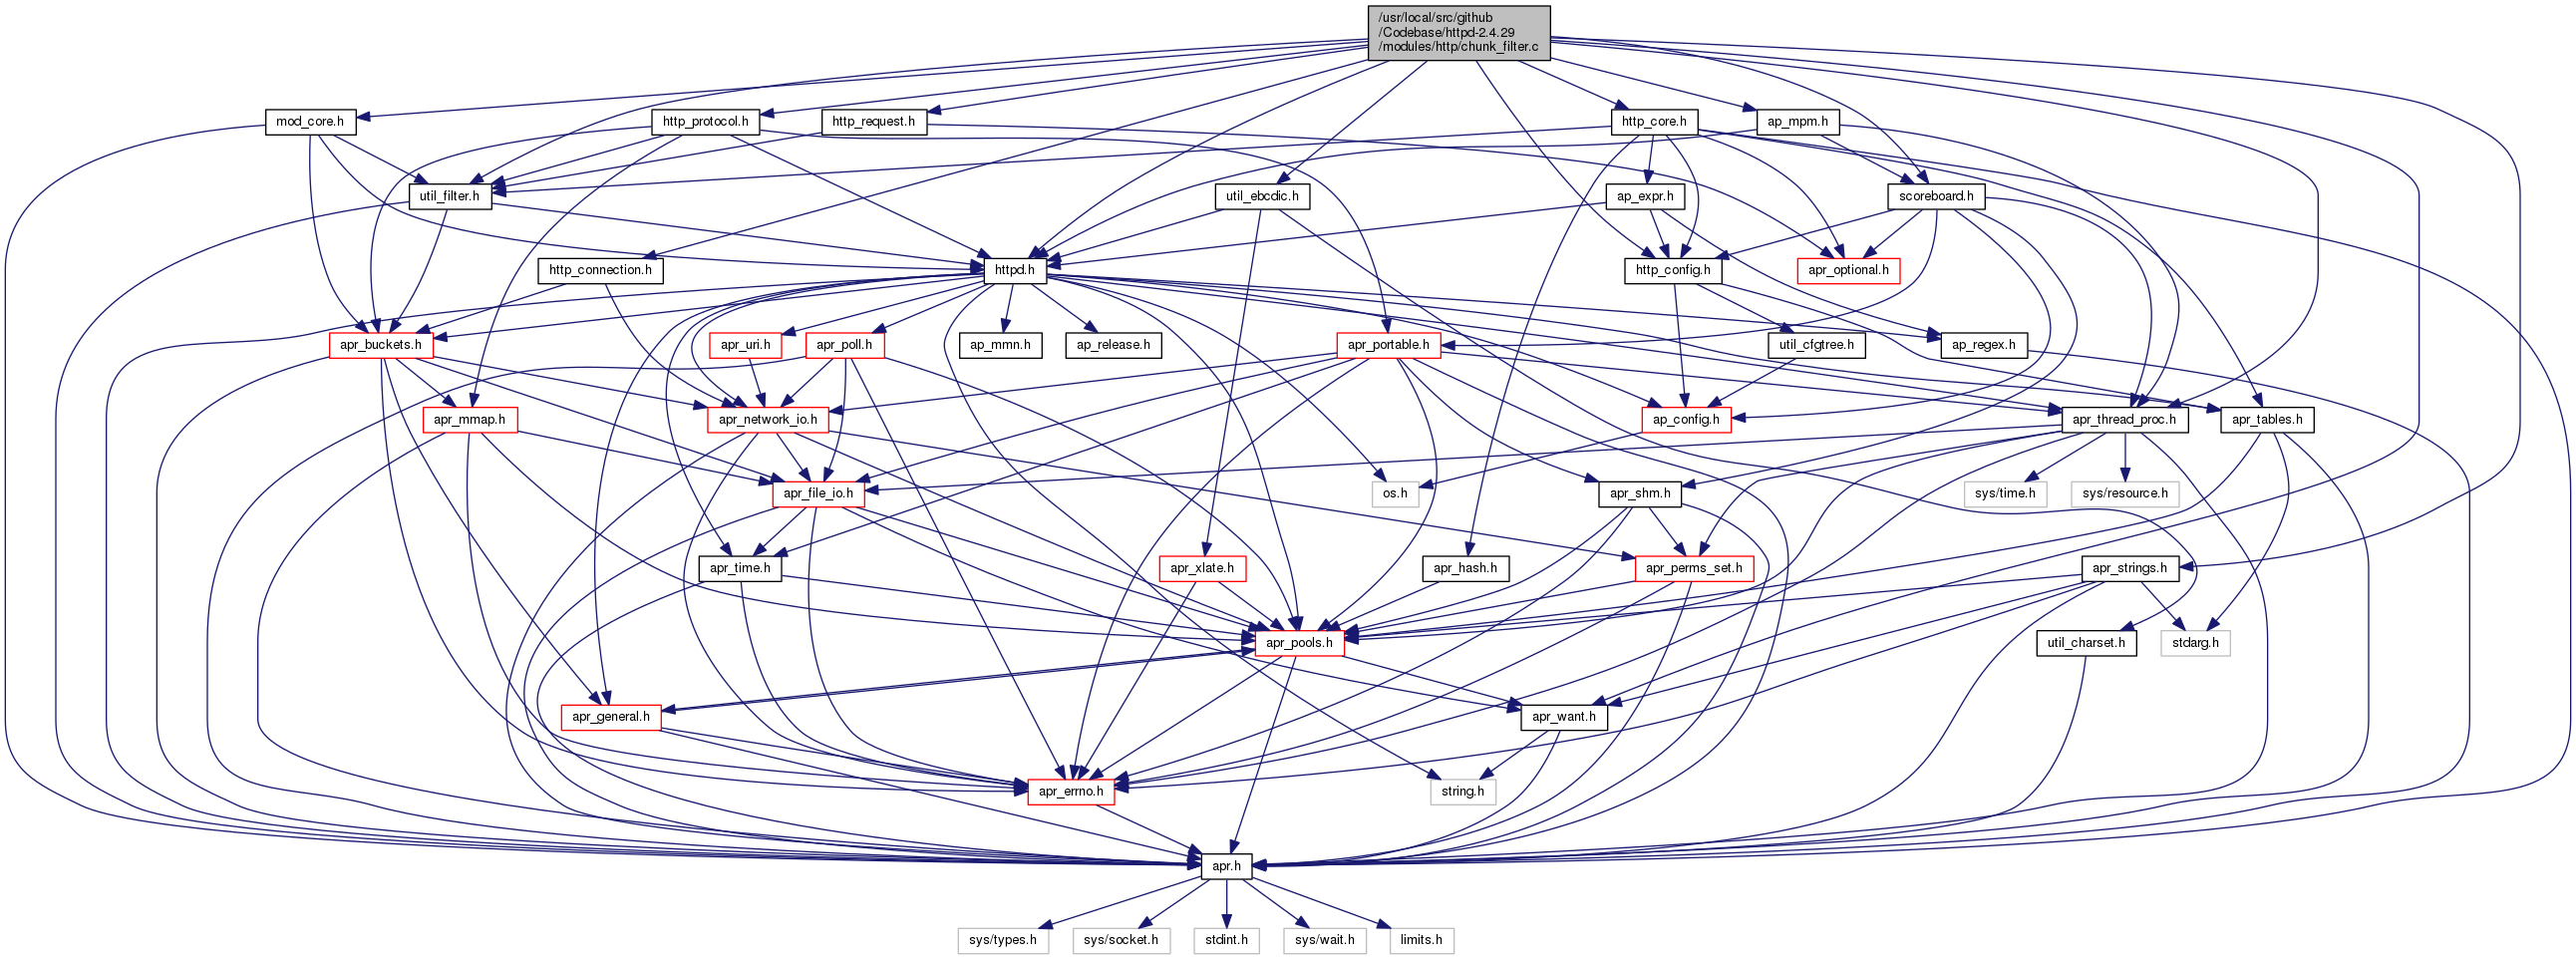 /usr/local/src/github
/Codebase/httpd-2.4.29
/modules/http/chunk_filter.c
mod_core.h
http_protocol.h
http_request.h
http_core.h
ap_mpm.h
util_filter.h
util_ebcdic.h
ap_expr.h
scoreboard.h
http_connection.h
httpd.h
http_config.h
apr_optional.h
apr_buckets.h
apr_uri.h
apr_poll.h
ap_mmn.h
ap_release.h
apr_portable.h
util_cfgtree.h
ap_regex.h
apr_mmap.h
apr_network_io.h
ap_config.h
apr_thread_proc.h
apr_tables.h
apr_file_io.h
os.h
apr_shm.h
sys/time.h
sys/resource.h
apr_time.h
apr_xlate.h
apr_hash.h
apr_perms_set.h
apr_strings.h
apr_pools.h
util_charset.h
stdarg.h
apr_general.h
apr_want.h
apr_errno.h
string.h
apr.h
sys/types.h
sys/socket.h
stdint.h
sys/wait.h
limits.h